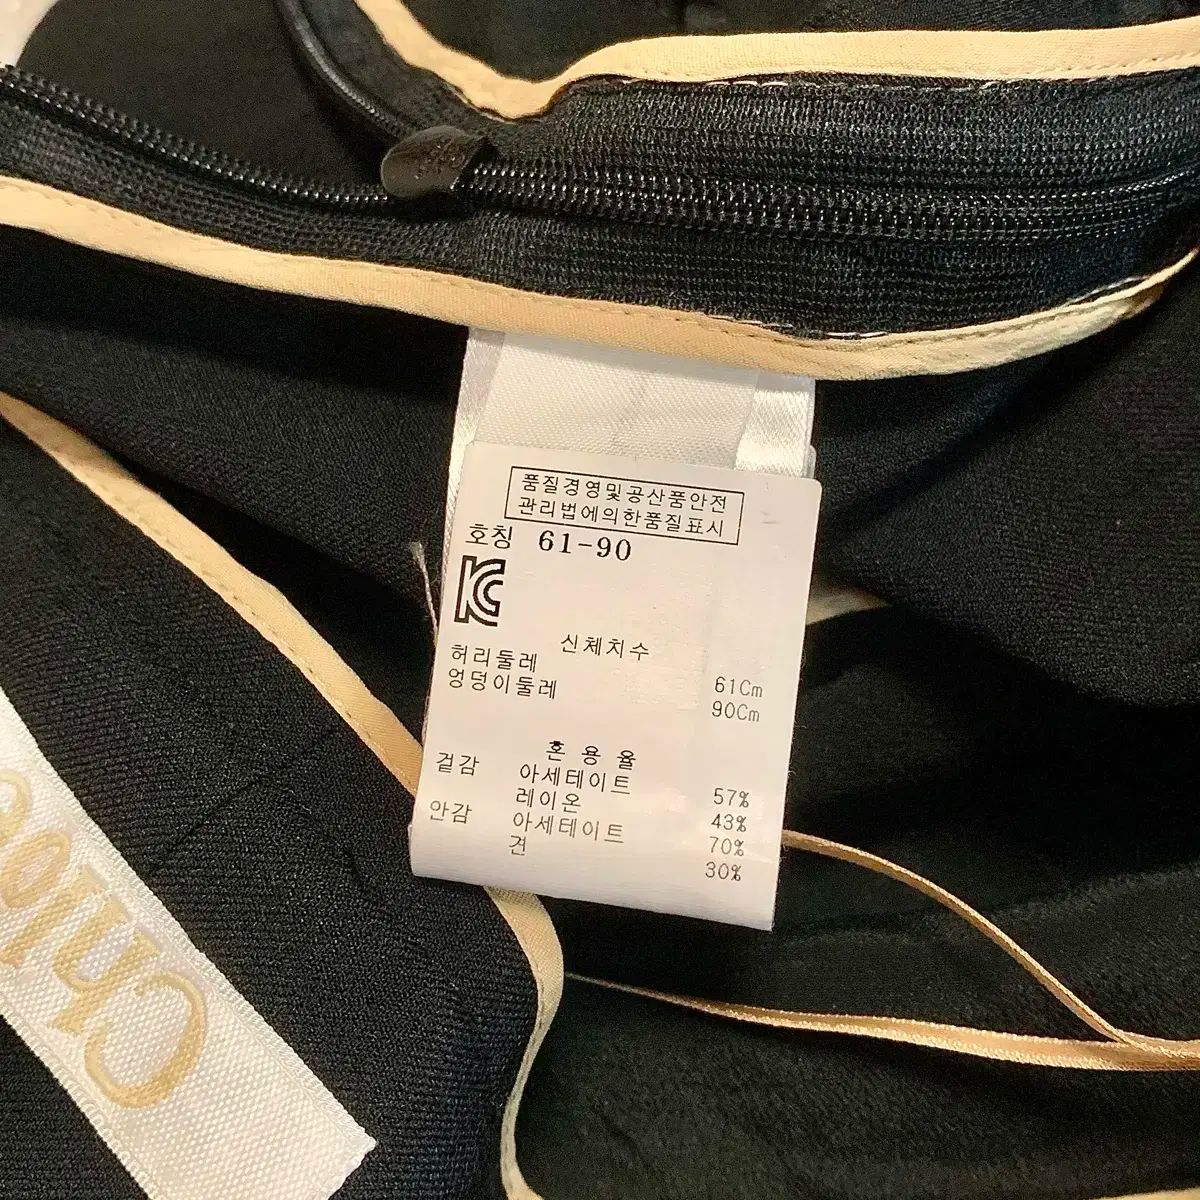 품질경영및공산품안전
관리법에의한품질표시
호칭 61-90
신체치수
허리둘레 61Cm
엉덩이둘레 90Cm
혼 용 율
겉감 아세테이트 57%
레이온 43%
안감 아세테이트 70%
견 30%